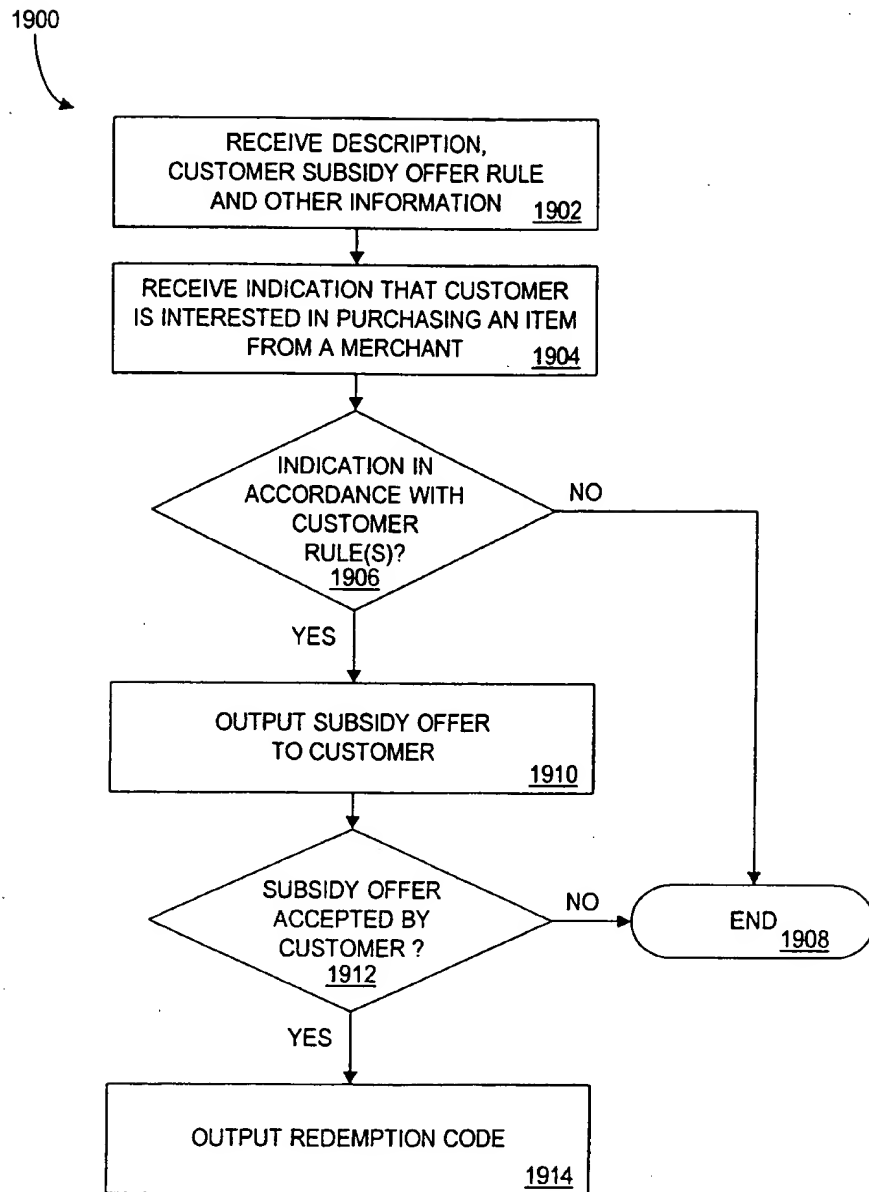 1900
RECEIVE DESCRIPTION,
CUSTOMER SUBSIDY OFFER RULE
AND OTHER INFORMATION
1902
RECEIVE INDICATION THAT CUSTOMER
IS INTERESTED IN PURCHASING AN ITEM
FROM A MERCHANT
1904
INDICATION IN
ACCORDANCE WITH
CUSTOMER
RULE(S)?
1906
NO
YES
OUTPUT SUBSIDY OFFER
TO CUSTOMER
1910
SUBSIDY OFFER
ACCEPTED BY
CUSTOMER ?
1912
NO
END
1908
YES
OUTPUT REDEMPTION CODE
1914